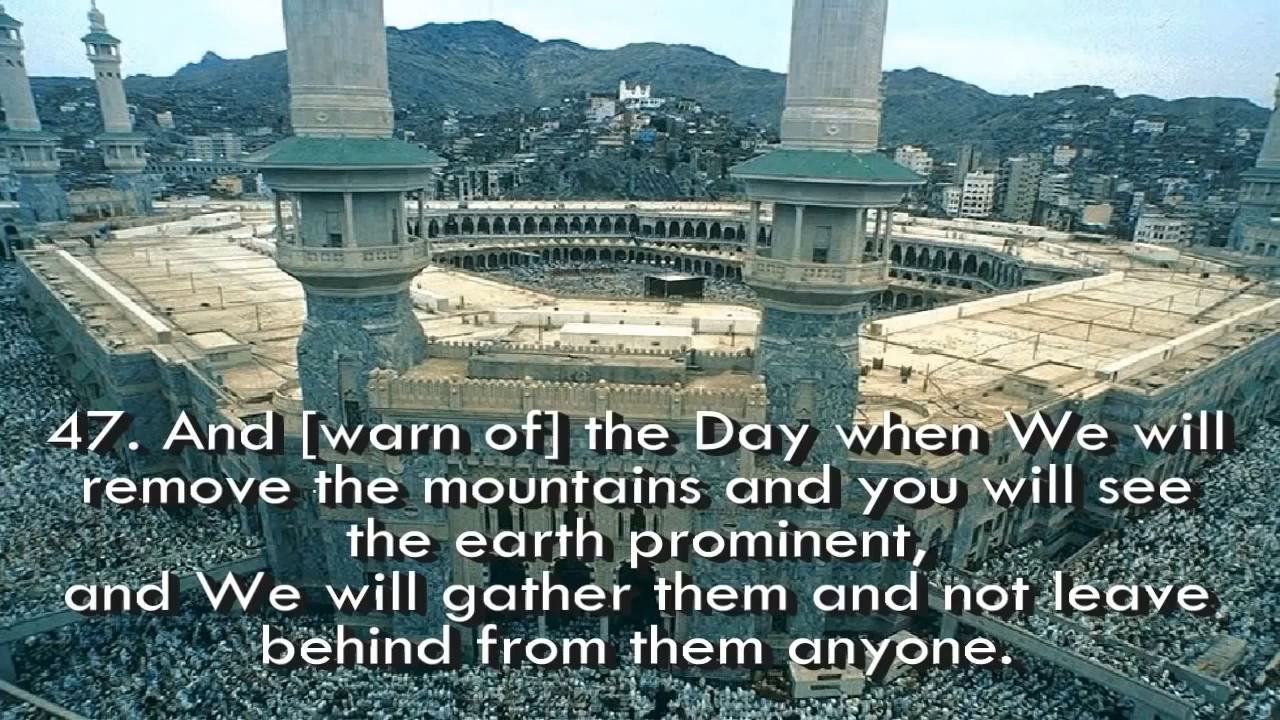 47. And [warn of] the Day when We will
remove the mountains and you will see
the earth prominent,
and We will gather them and not leave
behind from them anyone.